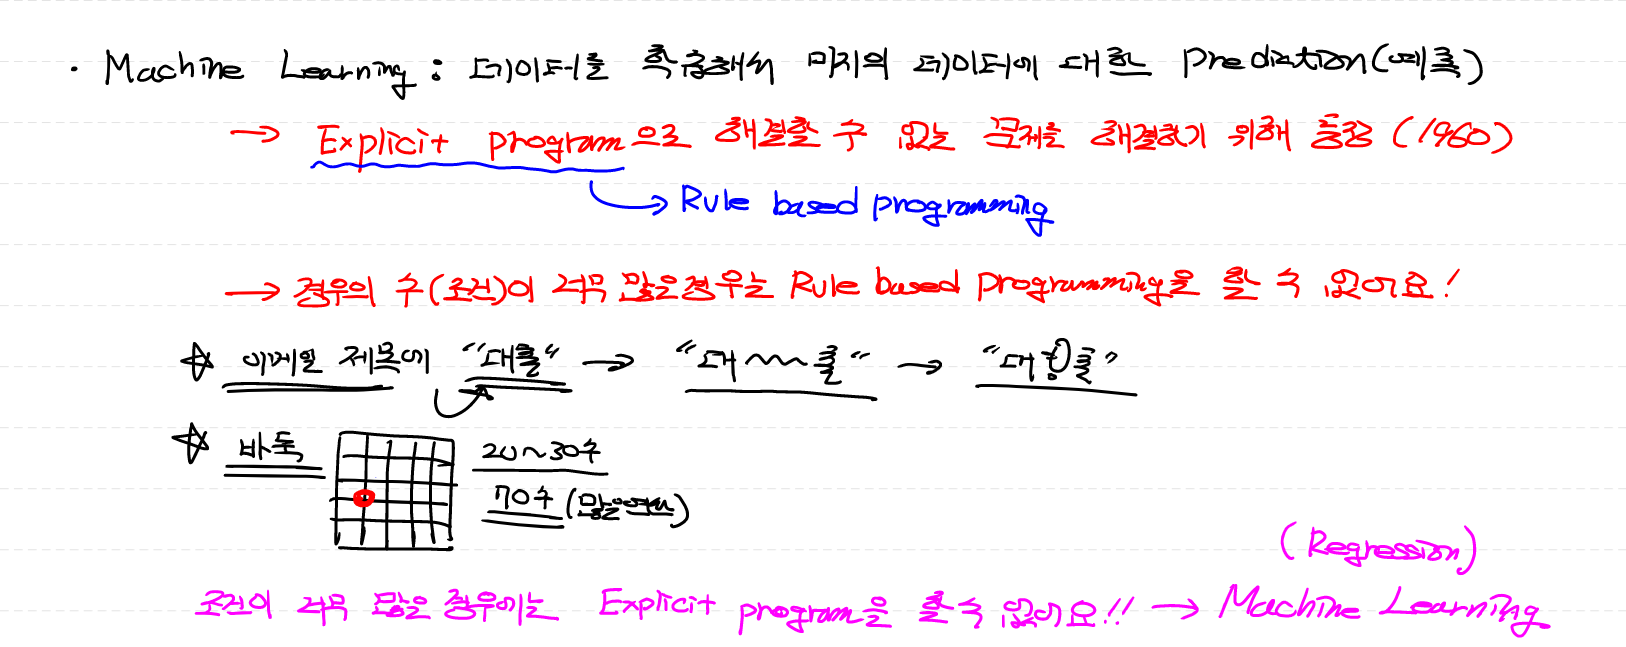 · Machine Learning : 데이터를 학습해서 미지의 데이터에 대한 Prediction(예측)
→ Explicit program으로 해결할 수 없는 문제를 해결하기 위해 등장 (1960)
→ Rule based programming
→ 경우의 수(조건)이 너무 많은경우는 Rule based Programming을 할 수 없어요!
☆ 이메일 제목에 "대출" → "대~~~출" → "대헝출"
☆ 바둑 20~30수
70수 (많은
(Regression)
조건이 너무 많은 경우에는 Explicit program을 할 수 없어요!! → Machine Learning